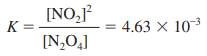 K = [NO₂]² / [N₂O₄] = 4.63 × 10⁻³